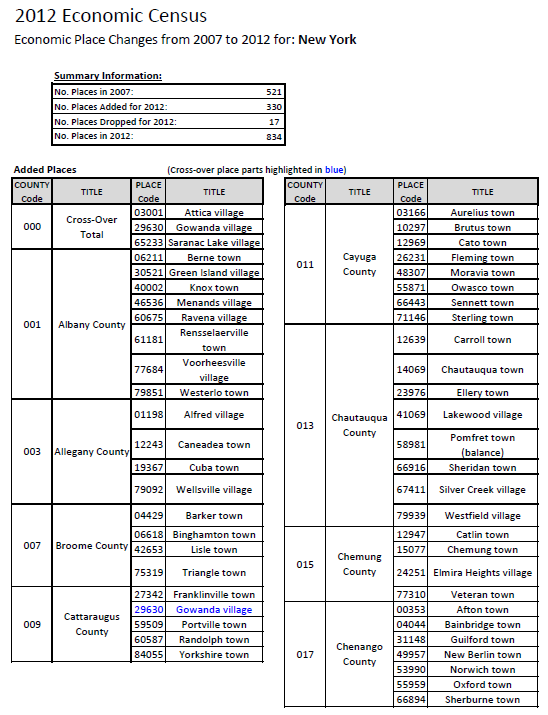 2012 Economic Census
Economic Place Changes from 2007 to 2012 for: New York
Summary Information:
No. Places in 2007: 521
No. Places Added for 2012: 330
No. Places Dropped for 2012: 17
No. Places in 2012: 834
Added Places (Cross-over place parts highlighted in blue)
COUNTY Code TITLE PLACE Code TITLE
000 Cross-Over Total
03001 Attica village
29630 Gowanda village
65233 Saranac Lake village
001 Albany County
06211 Berne town
30521 Green Island village
40002 Knox town
46536 Menands village
60675 Ravena village
61181 Rensselaerville town
77684 Voorheesville village
79851 Westerlo town
003 Allegany County
01198 Alfred village
12243 Caneadea town
19367 Cuba town
79092 Wellsville village
007 Broome County
04429 Barker town
06618 Binghamton town
42653 Lisle town
75319 Triangle town
009 Cattaraugus County
27342 Franklinville town
29630 Gowanda village
59509 Portville town
60587 Randolph town
84055 Yorkshire town
COUNTY Code TITLE PLACE Code TITLE
011 Cayuga County
03166 Aurelius town
10297 Brutus town
12969 Cato town
26231 Fleming town
48307 Moravia town
55871 Owasco town
66443 Sennett town
71146 Sterling town
013 Chautauqua County
12639 Carroll town
14069 Chautauqua town
23976 Ellery town
41069 Lakewood village
58981 Pomfret town (balance)
66916 Sheridan town
67411 Silver Creek village
79939 Westfield village
015 Chemung County
12947 Catlin town
15077 Chemung town
24251 Elmira Heights village
77310 Veteran town
017 Chenango County
00353 Afton town
04044 Bainbridge town
31148 Guilford town
49957 New Berlin town
53990 Norwich town
55959 Oxford town
66894 Sherburne town